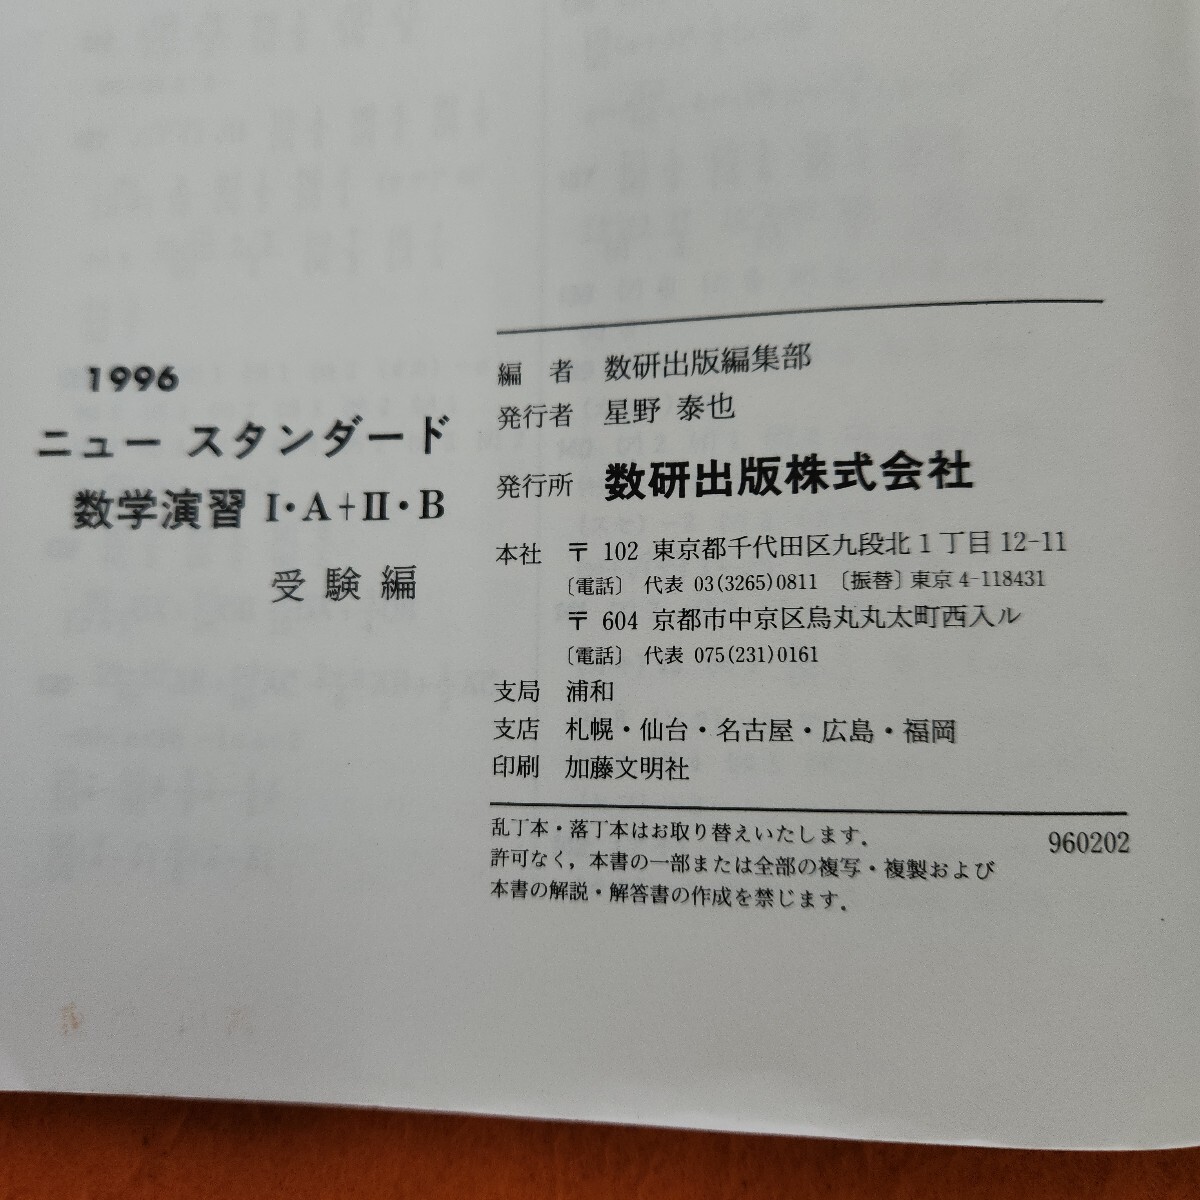 1996
ニュー スタンダード
数学演習 I・A+II・B
受験編
編 者 数研出版編集部
発行者 星野 泰也
発行所 数研出版株式会社
本社 〒 102 東京都千代田区九段北1丁目12-11
〔電話〕 代表 03(3265)0811 〔振替〕東京4-118431
〒 604 京都市中京区烏丸丸太町西入ル
〔電話〕 代表 075(231)0161
支局 浦和
支店 札幌・仙台・名古屋・広島・福岡
印刷 加藤文明社
乱丁本・落丁本はお取り替えいたします.
許可なく, 本書の一部または全部の複写・複製および
本書の解説・解答書の作成を禁じます.
960202